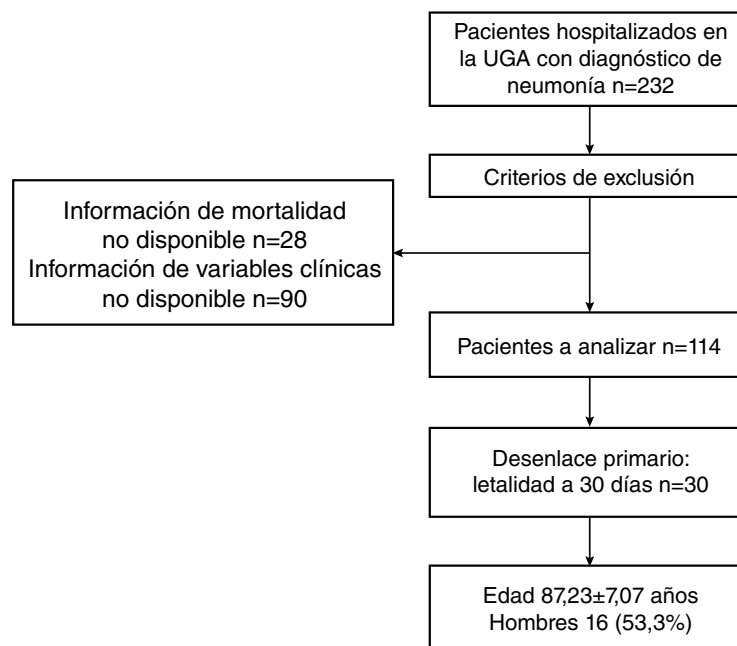 Pacientes hospitalizados en
la UGA con diagnóstico de
neumonía n=232
Criterios de exclusión
Información de mortalidad
no disponible n=28
Información de variables clínicas
no disponible n=90
Pacientes a analizar n=114
Desenlace primario:
letalidad a 30 días n=30
Edad 87,23±7,07 años
Hombres 16 (53,3%)